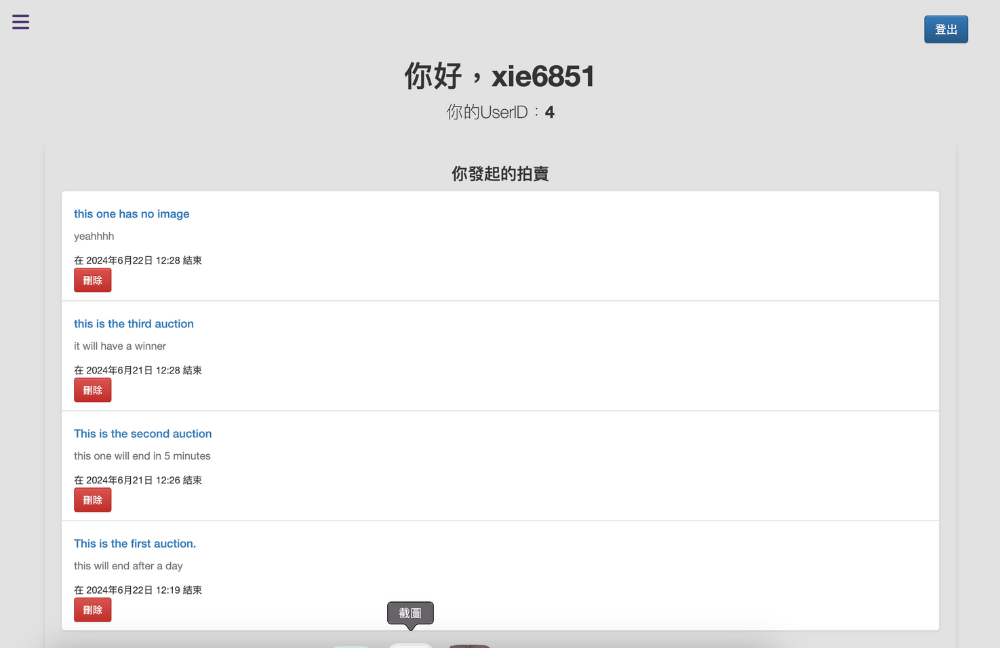 登出
你好，xie6851
你的UserID：4
你發起的拍賣
this one has no image
yeahhhh
在 2024年6月22日 12:28 結束
刪除
this is the third auction
it will have a winner
在 2024年6月21日 12:28 結束
刪除
This is the second auction
this one will end in 5 minutes
在 2024年6月21日 12:26 結束
刪除
This is the first auction.
this will end after a day
在 2024年6月22日 12:19 結束
刪除
截圖